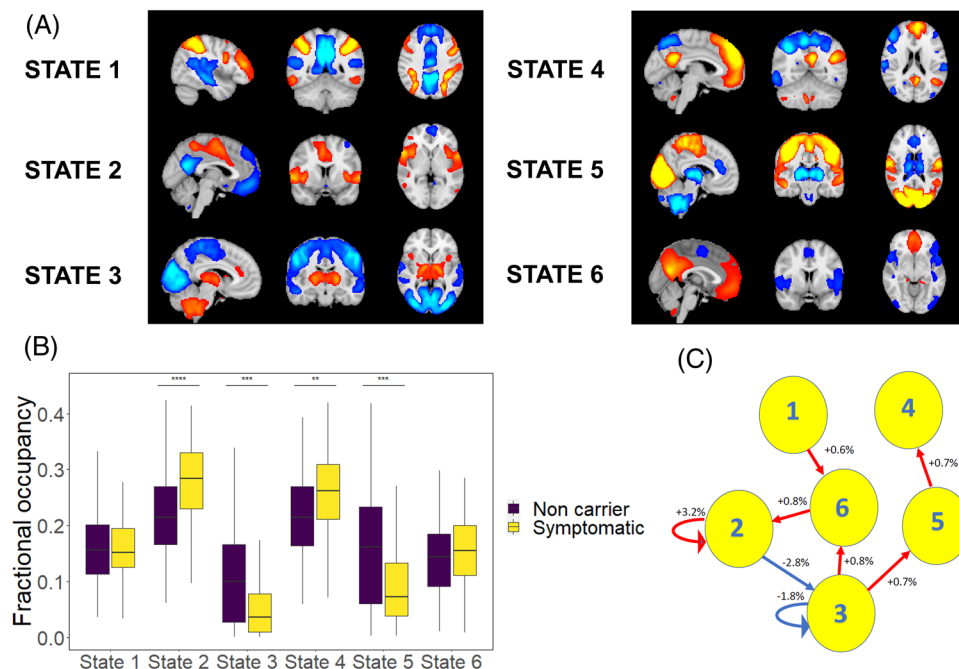 (A)
STATE 1
STATE 2
STATE 3
STATE 4
STATE 5
STATE 6
(B)
Fractional occupancy
0.4
0.3
0.2
0.1
0.0
****
***
**
***
State 1 State 2 State 3 State 4 State 5 State 6
Non carrier
Symptomatic
(C)
1
4
+0.6%
+0.7%
+3.2%
+0.8%
6
5
2
-2.8%
+0.8%
+0.7%
-1.8%
3